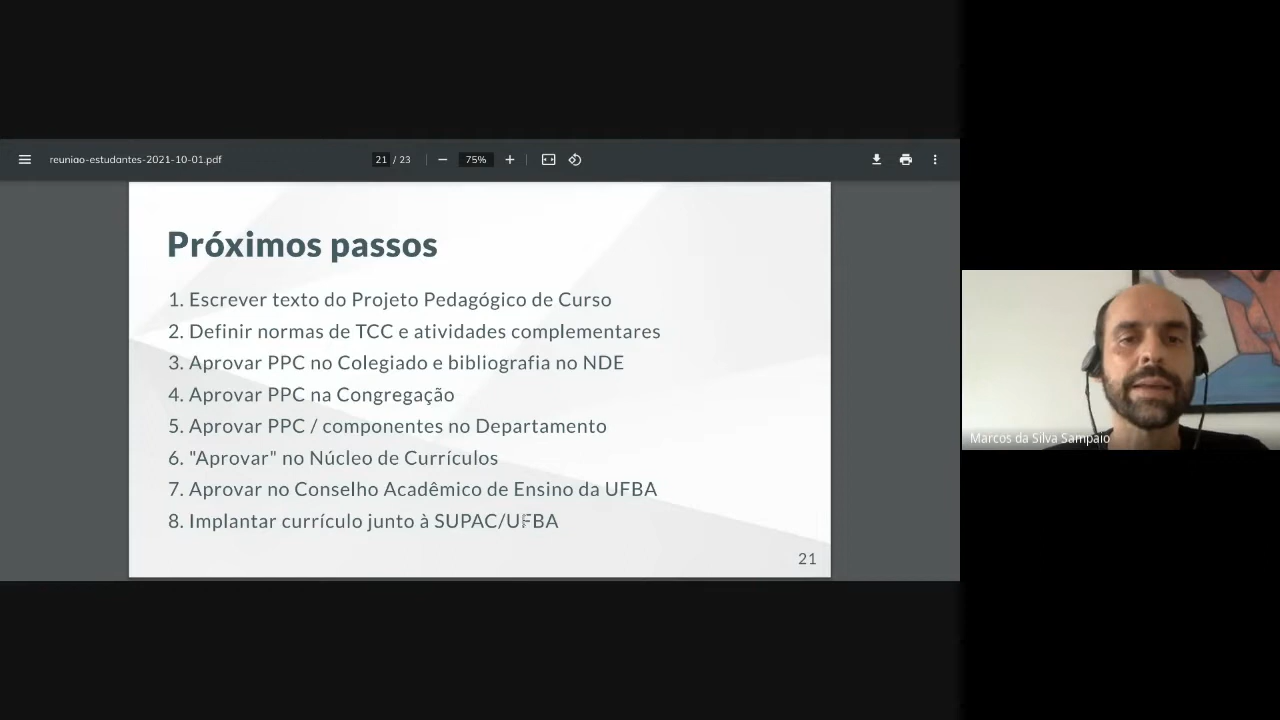 reuniao-estudantes-2021-10-01.pdf
21 / 23
75%
Próximos passos
1. Escrever texto do Projeto Pedagógico de Curso
2. Definir normas de TCC e atividades complementares
3. Aprovar PPC no Colegiado e bibliografia no NDE
4. Aprovar PPC na Congregação
5. Aprovar PPC / componentes no Departamento
6. "Aprovar" no Núcleo de Currículos
7. Aprovar no Conselho Acadêmico de Ensino da UFBA
8. Implantar currículo junto à SUPAC/UFBA
21
Marcos da Silva Sampaio